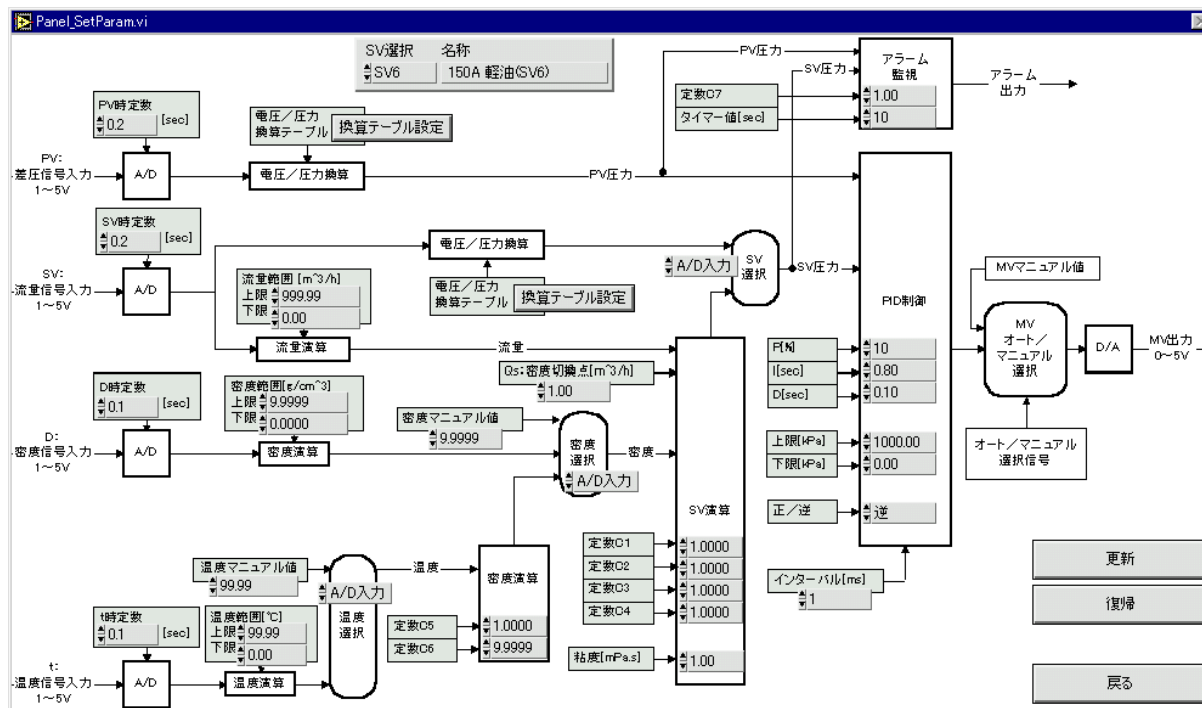 Panel_SetParam.vi
SV選択 名称
SV6 150A 軽油(SV6)
PV圧力
SV圧力
アラーム
監視
アラーム
出力
定数C7 1.00
タイマー値[sec] 10
PV時定数
0.2 [sec]
電圧/圧力
換算テーブル 換算テーブル設定
PV:
差圧信号入力
1~5V
A/D
電圧/圧力換算
PV圧力
SV時定数
0.2 [sec]
SV:
流量信号入力
1~5V
A/D
電圧/圧力換算
電圧/圧力
換算テーブル 換算テーブル設定
A/D入力
SV
選択
SV圧力
流量範囲 [m^3/h]
上限 999.99
下限 0.00
流量演算
流量
Qs:密度切換点[m^3/h]
1.00
PID制御
MVマニュアル値
MV
オート/
マニュアル
選択
D/A
MV出力
0~5V
P[%] 10
I[sec] 0.80
D[sec] 0.10
上限[kPa] 1000.00
下限[kPa] 0.00
正/逆 逆
オート/マニュアル
選択信号
D時定数
0.1 [sec]
密度範囲[g/cm^3]
上限 9.9999
下限 0.0000
D:
密度信号入力
1~5V
A/D
密度演算
密度マニュアル値
9.9999
密度
選択
A/D入力
密度
SV演算
定数C1 1.0000
定数C2 1.0000
定数C3 1.0000
定数C4 1.0000
粘度[mPa.s] 1.00
インターバル[ms]
1
温度マニュアル値
99.99
A/D入力
温度
選択
温度
密度演算
定数C5 1.0000
定数C6 9.9999
t時定数
0.1 [sec]
温度範囲[℃]
上限 99.99
下限 0.00
t:
温度信号入力
1~5V
A/D
温度演算
更新
復帰
戻る